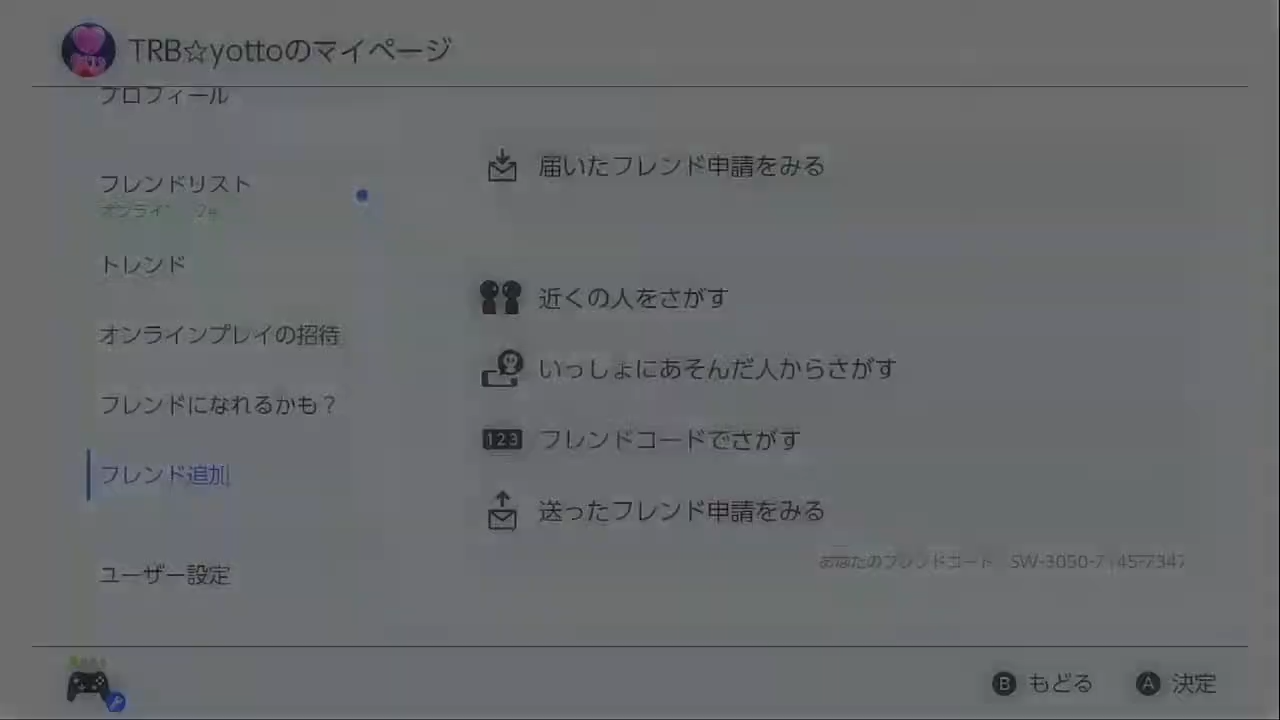 TRB☆yottoのマイページ
プロフィール
フレンドリスト
トレンド
オンラインプレイの招待
フレンドになれるかも？
フレンド追加
ユーザー設定
届いたフレンド申請をみる
近くの人をさがす
いっしょにあそんだ人からさがす
123 フレンドコードでさがす
送ったフレンド申請をみる
あなたのフレンドコード
B もどる A 決定